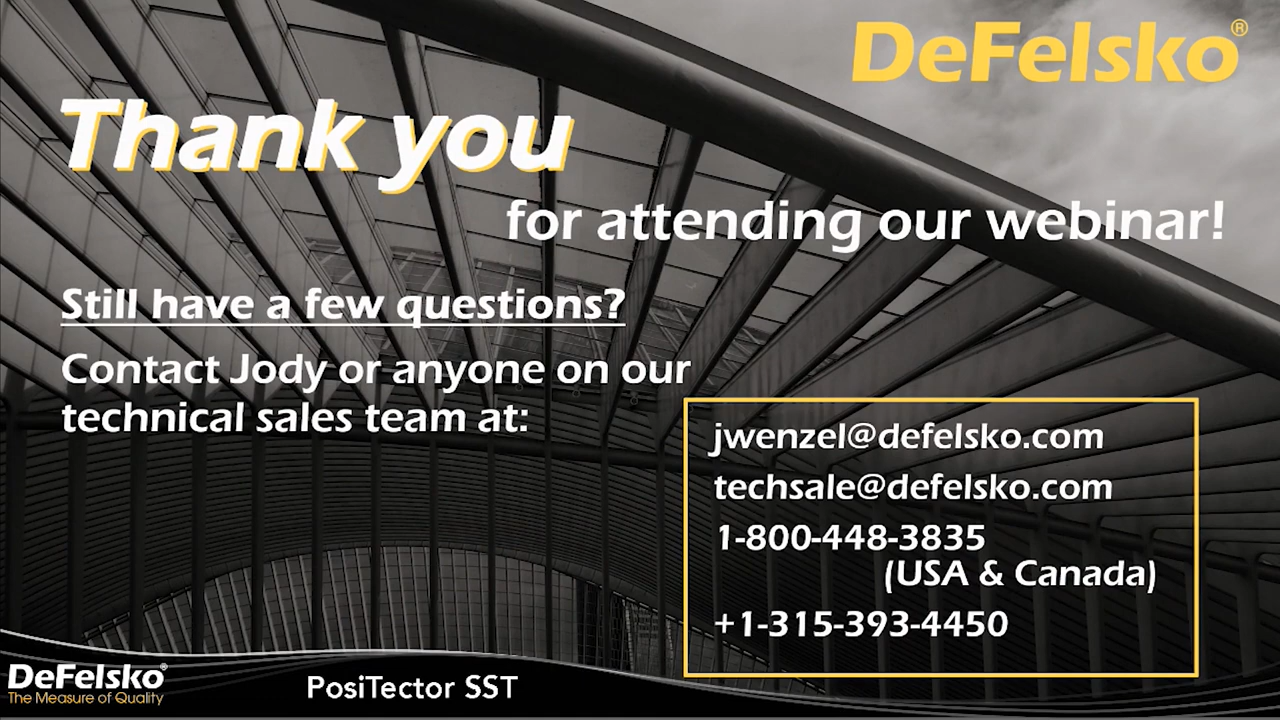 DeFelsko®
Thank you
for attending our webinar!
Still have a few questions?
Contact Jody or anyone on our
technical sales team at:
jwenzel@defelsko.com
techsale@defelsko.com
1-800-448-3835
(USA & Canada)
+1-315-393-4450
DeFelsko®
The Measure of Quality
PosiTector SST